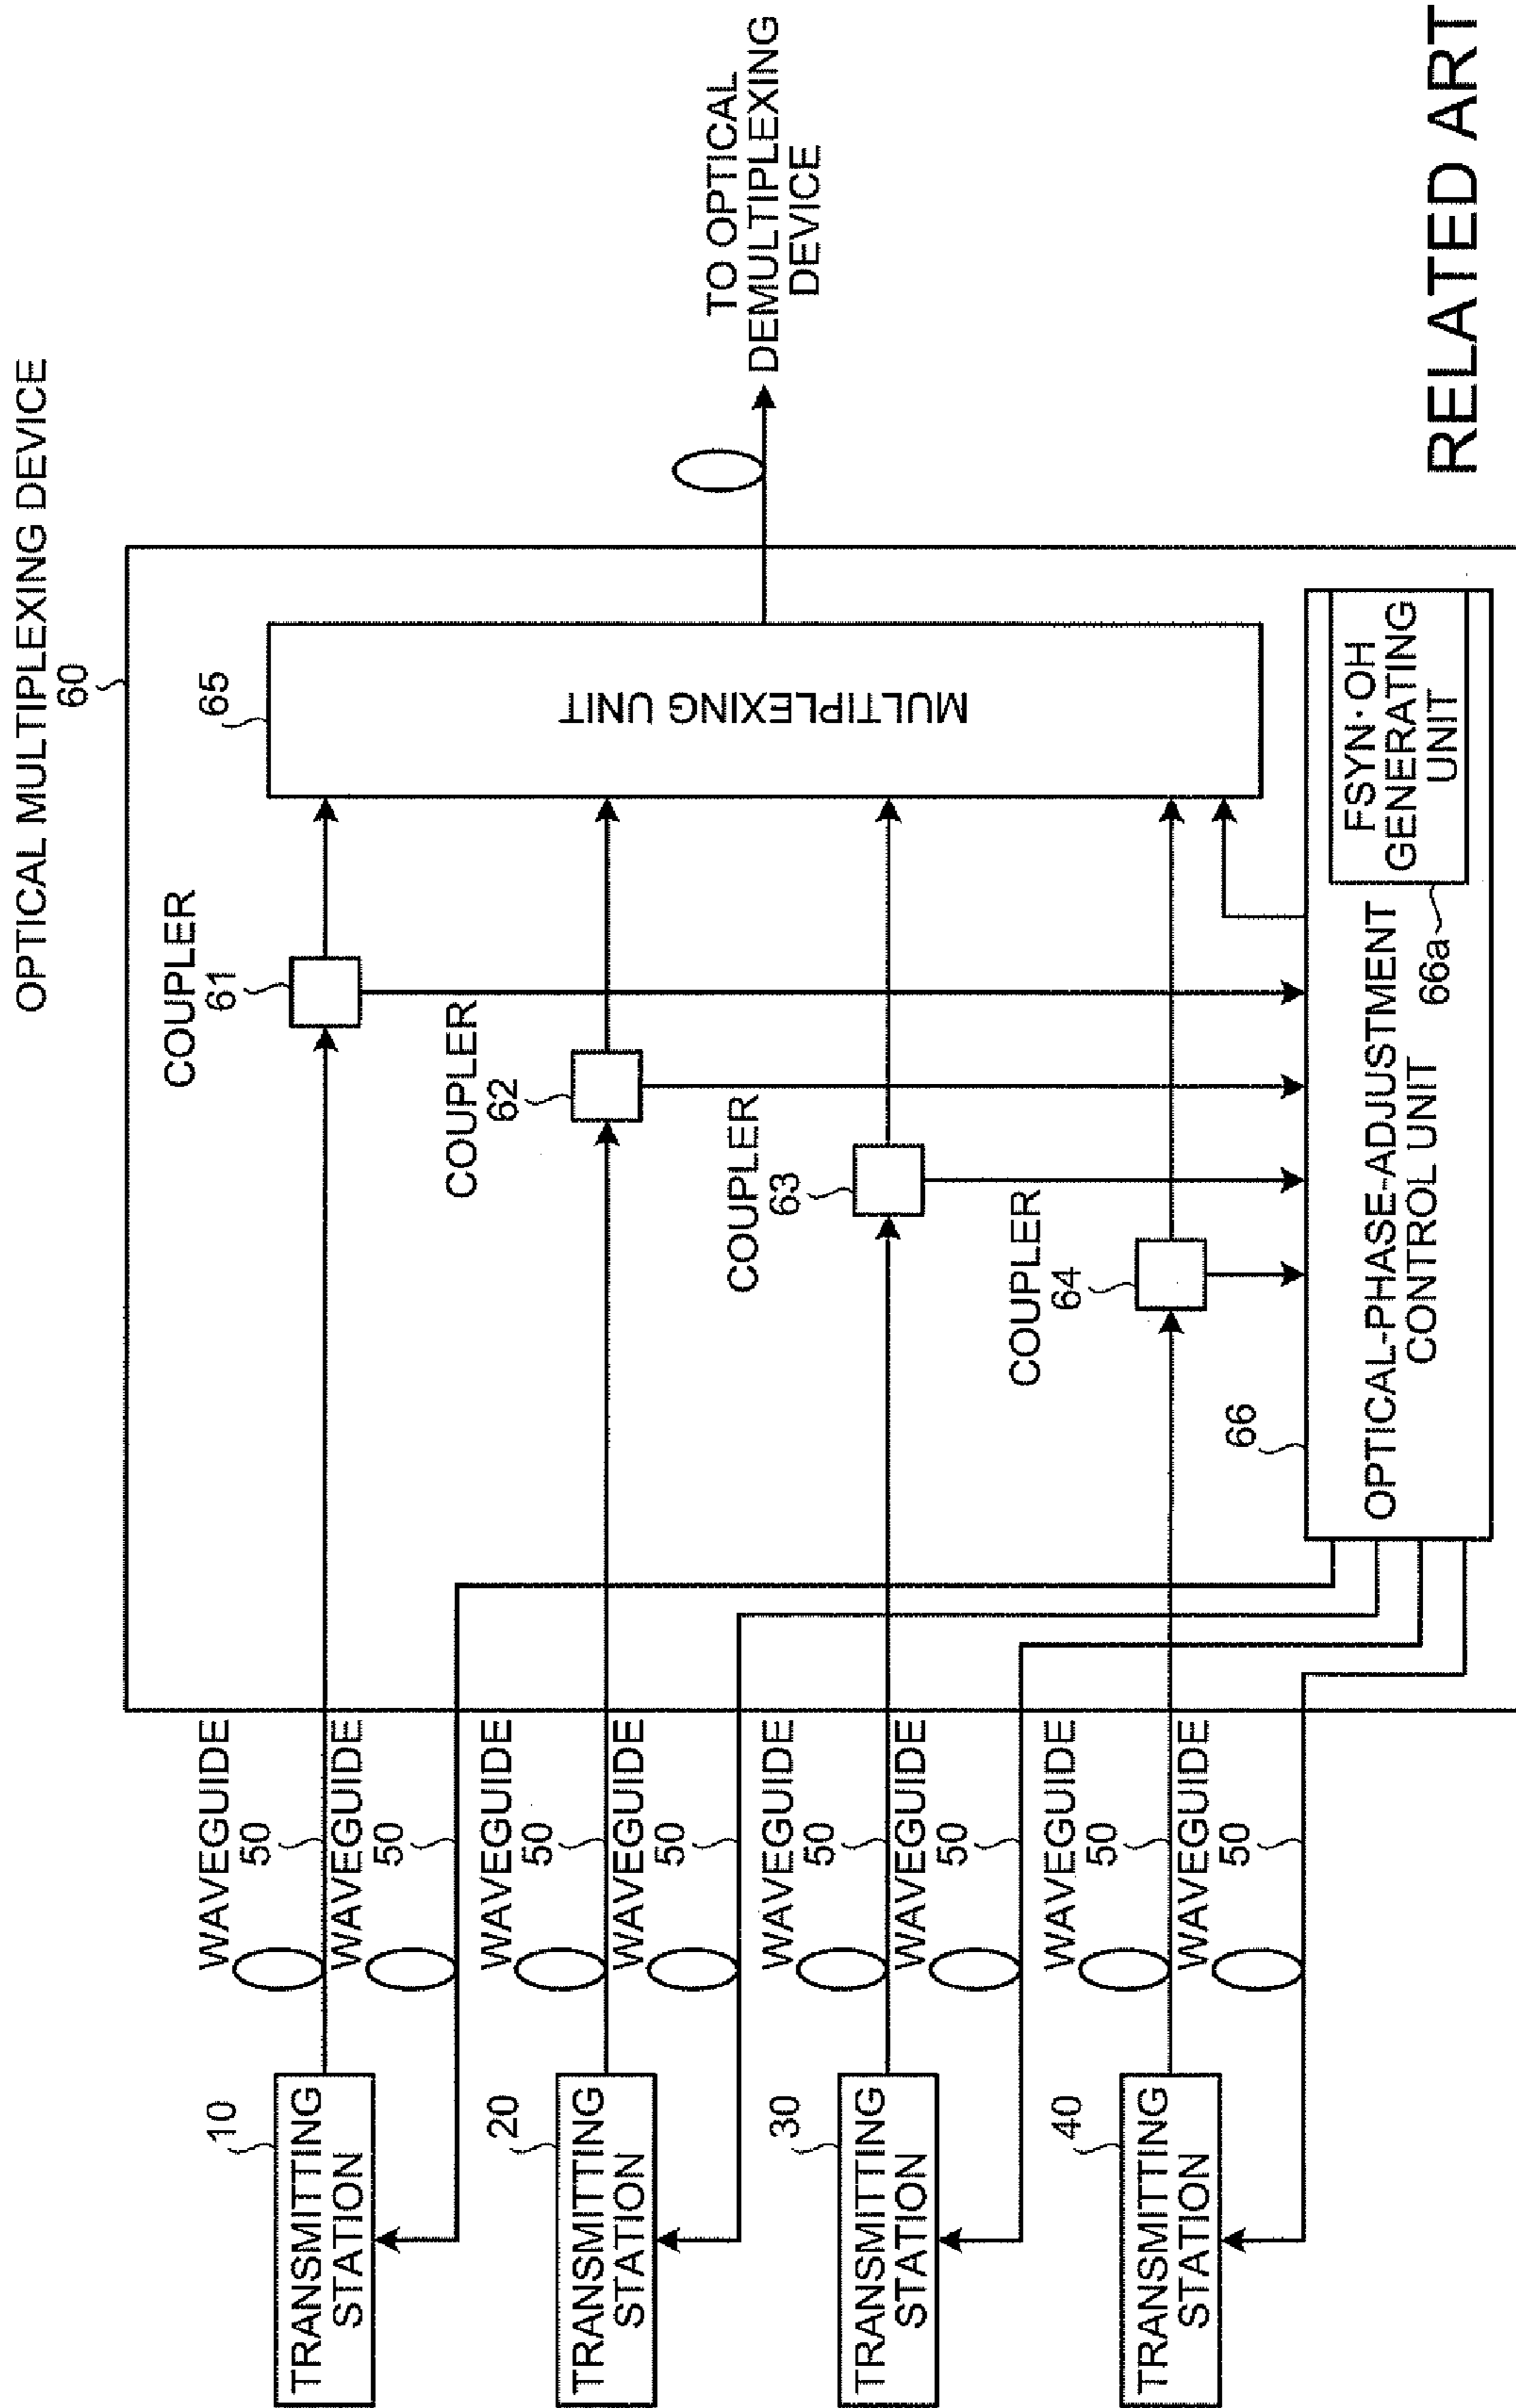 OPTICAL MULTIPLEXING DEVICE
60
TRANSMITTING
STATION
10
WAVEGUIDE
50
WAVEGUIDE
50
COUPLER
61
TRANSMITTING
STATION
20
WAVEGUIDE
50
WAVEGUIDE
50
COUPLER
62
TRANSMITTING
STATION
30
WAVEGUIDE
50
WAVEGUIDE
50
COUPLER
63
TRANSMITTING
STATION
40
WAVEGUIDE
50
WAVEGUIDE
50
COUPLER
64
65
MULTIPLEXING UNIT
TO OPTICAL
DEMULTIPLEXING
DEVICE
66
OPTICAL-PHASE-ADJUSTMENT
CONTROL UNIT
66a
FSYN·OH
GENERATING
UNIT
RELATED ART